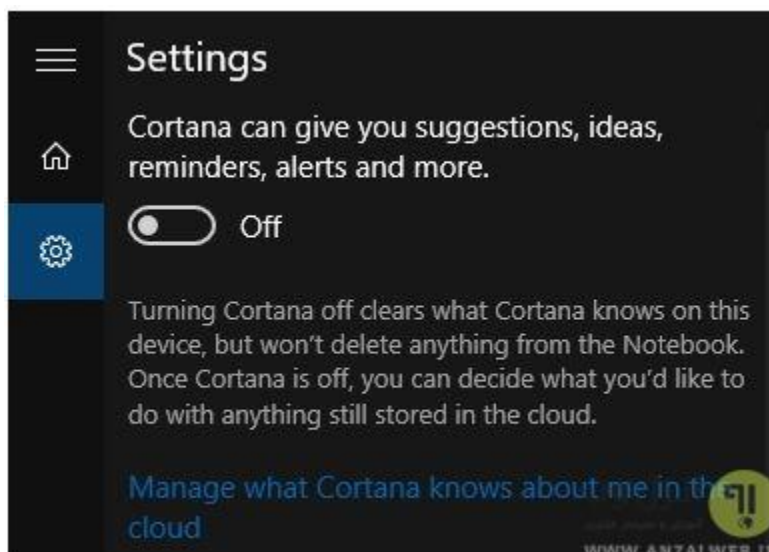 Settings
Cortana can give you suggestions, ideas,
reminders, alerts and more.
Off
Turning Cortana off clears what Cortana knows on this
device, but won't delete anything from the Notebook.
Once Cortana is off, you can decide what you'd like to
do with anything still stored in the cloud.
Manage what Cortana knows about me in the
cloud